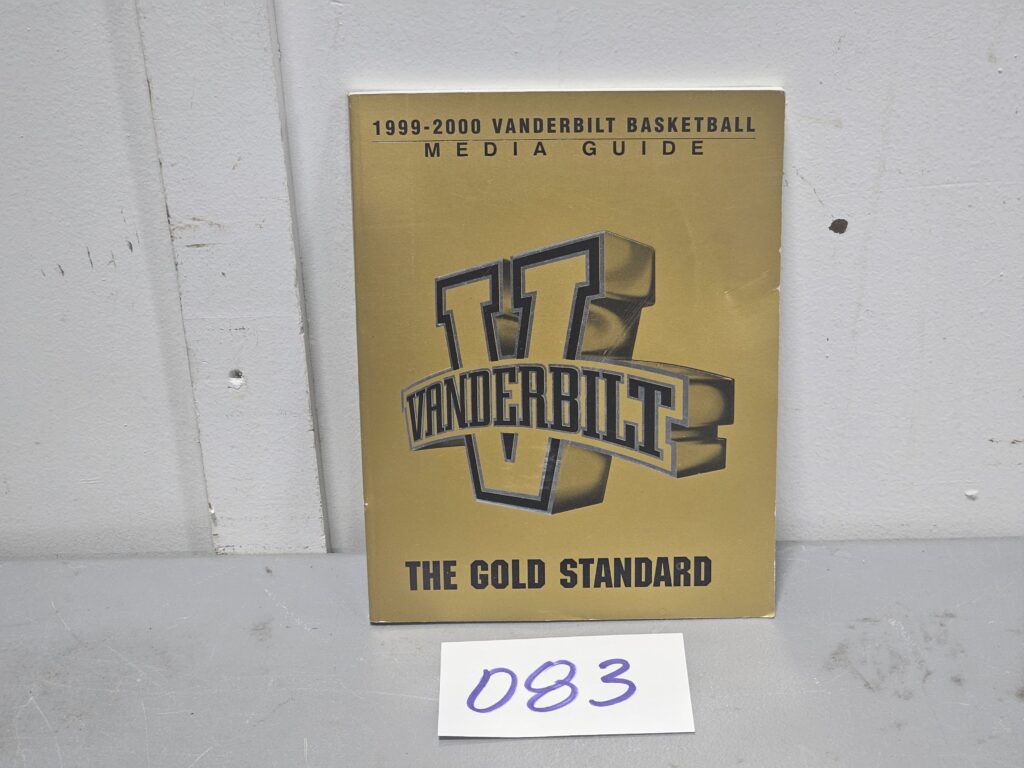 1999-2000 VANDERBILT BASKETBALL
MEDIA GUIDE
V
VANDERBILT
THE GOLD STANDARD
083